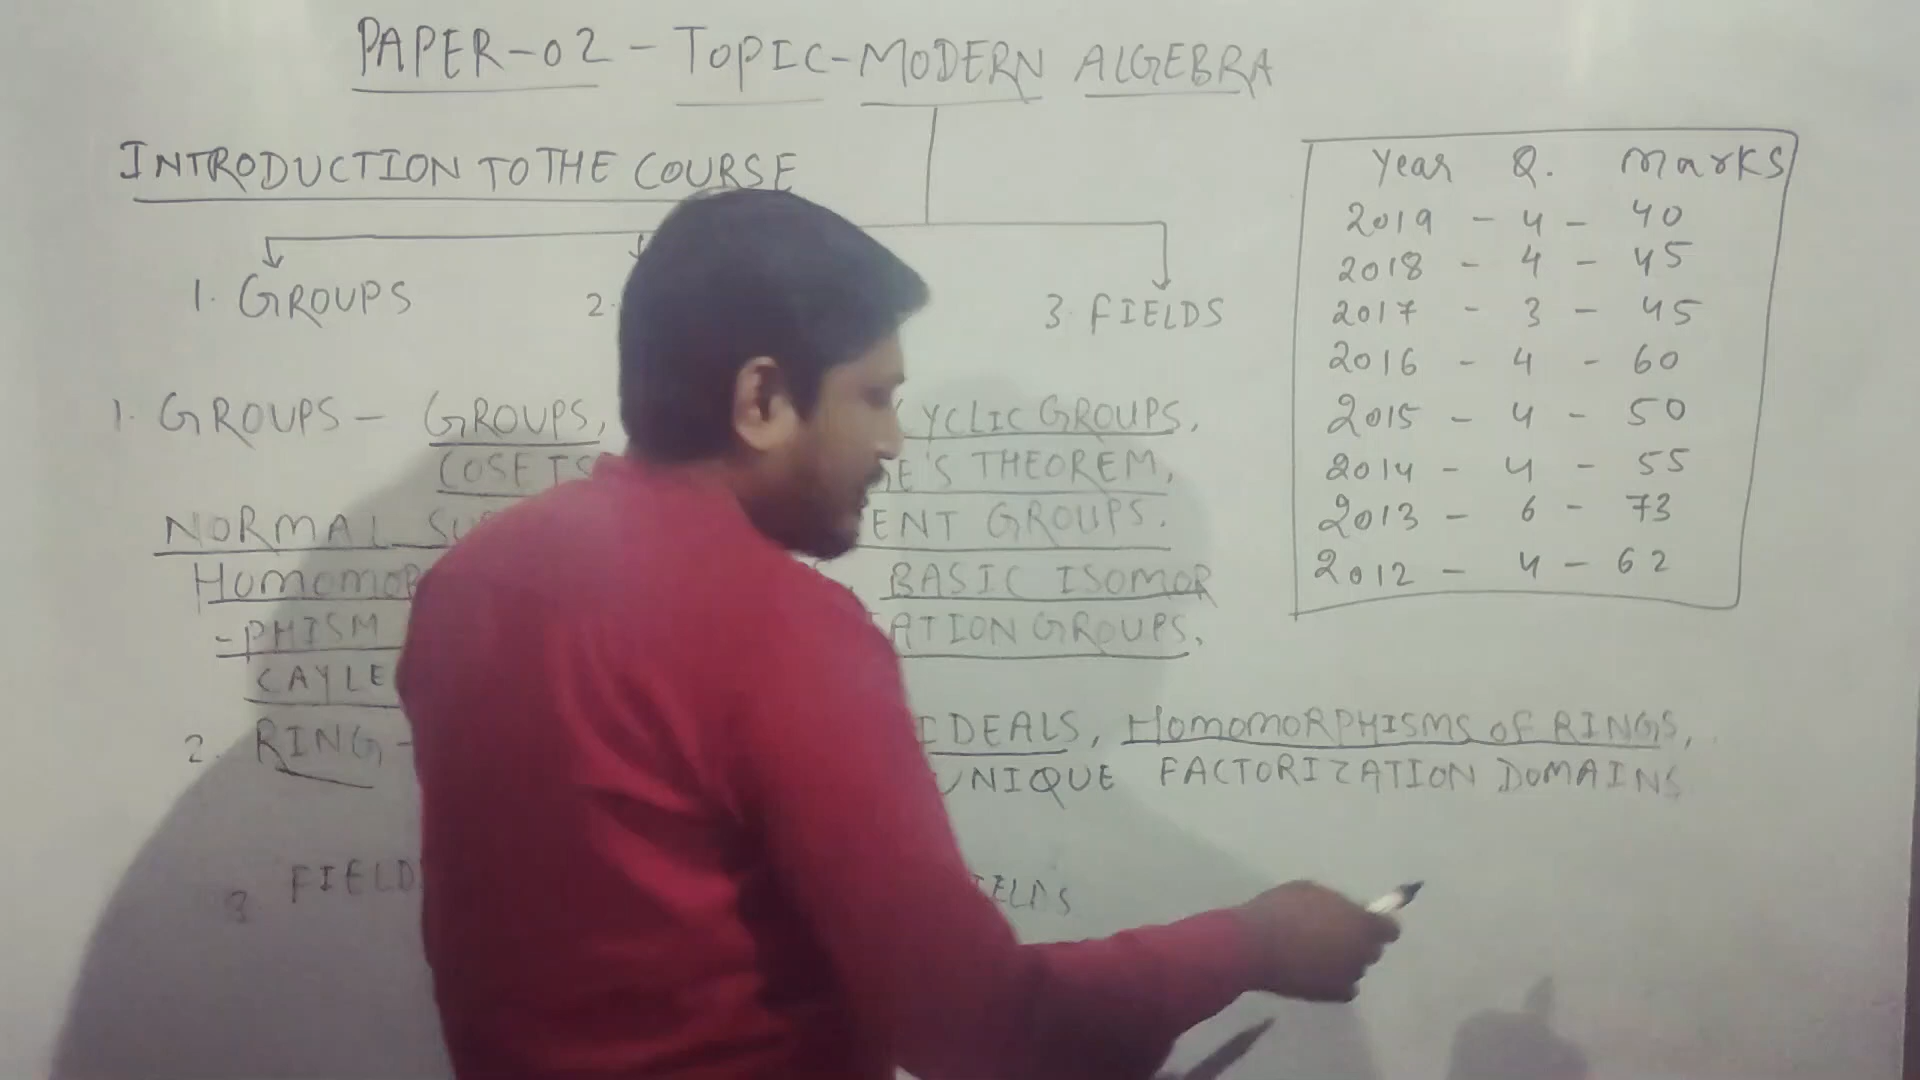 PAPER-02 - TOPIC-MODERN ALGEBRA
INTRODUCTION TO THE COURSE
1. GROUPS 2. 3. FIELDS
1. GROUPS - GROUPS, CYCLIC GROUPS,
COSETS E'S THEOREM,
NORMAL SU ENT GROUPS.
HOMOMOR BASIC ISOMOR
-PHISM ATION GROUPS,
CAYLE
2. RING - IDEALS, HOMOMORPHISMS OF RINGS,
UNIQUE FACTORIZATION DOMAINS
3 FIELD ELDS
Year Q. Marks
2019 - 4 - 40
2018 - 4 - 45
2017 - 3 - 45
2016 - 4 - 60
2015 - 4 - 50
2014 - 4 - 55
2013 - 6 - 73
2012 - 4 - 62